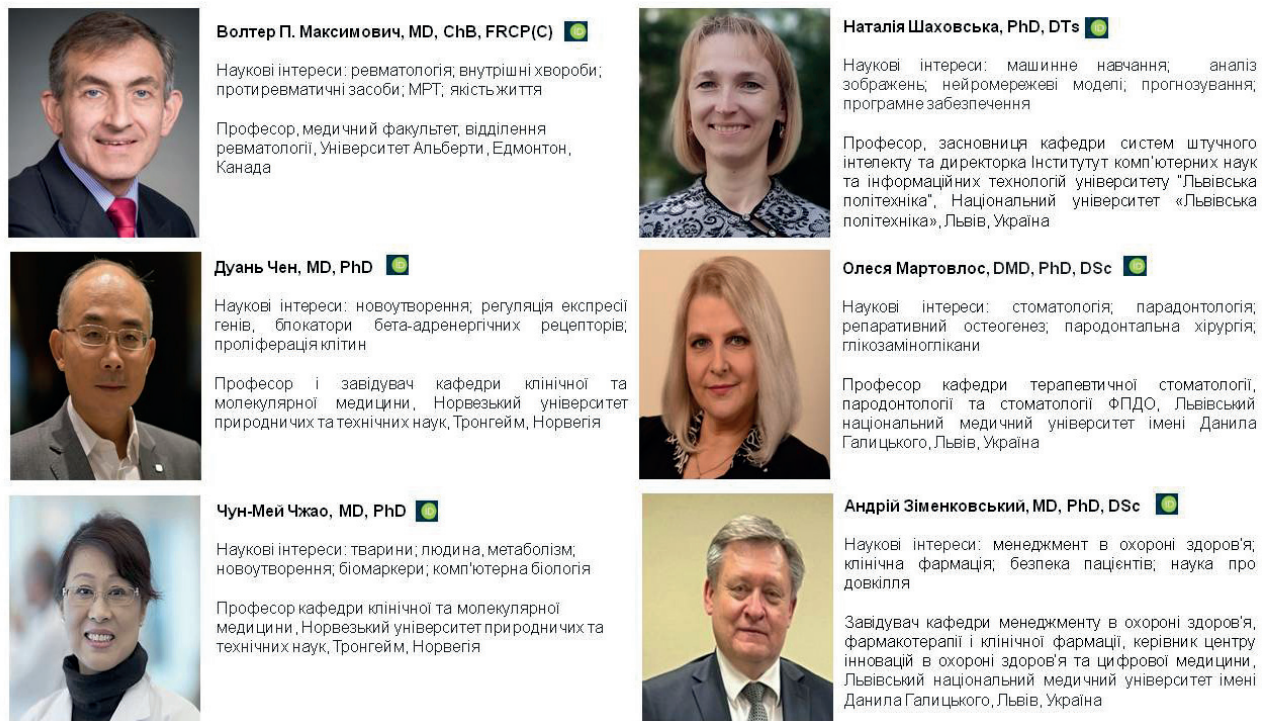 Волтер П. Максимович, MD, ChB, FRCP(C) iD
Наукові інтереси: ревматологія; внутрішні хвороби;
протиревматичні засоби; МРТ; якість життя
Професор, медичний факультет, відділення
ревматології, Університет Альберти, Едмонтон,
Канада
Дуань Чен, MD, PhD iD
Наукові інтереси: новоутворення; регуляція експресії
генів, блокатори бета-адренергічних рецепторів;
проліферація клітин
Професор і завідувач кафедри клінічної та
молекулярної медицини, Норвезький університет
природничих та технічних наук, Тронгейм, Норвегія
Чун-Мей Чжао, MD, PhD iD
Наукові інтереси: тварини; людина, метаболізм;
новоутворення; біомаркери; комп'ютерна біологія
Професор кафедри клінічної та молекулярної
медицини, Норвезький університет природничих та
технічних наук, Тронгейм, Норвегія
Наталія Шаховська, PhD, DTs iD
Наукові інтереси: машинне навчання; аналіз
зображень; нейромережеві моделі; прогнозування;
програмне забезпечення
Професор, засновниця кафедри систем штучного
інтелекту та директорка Інститутут комп'ютерних наук
та інформаційних технологій університету "Львівська
політехніка", Національний університет «Львівська
політехніка», Львів, Україна
Олеся Мартовлос, DMD, PhD, DSc iD
Наукові інтереси: стоматологія; парадонтологія;
репаративний остеогенез; пародонтальна хірургія;
глікозаміноглікани
Професор кафедри терапевтичної стоматології,
пародонтології та стоматології ФПДО, Львівський
національний медичний університет імені Данила
Галицького, Львів, Україна
Андрій Зіменковський, MD, PhD, DSc iD
Наукові інтереси: менеджмент в охороні здоров'я;
клінічна фармація; безпека пацієнтів; наука про
довкілля
Завідувач кафедри менеджменту в охороні здоров'я,
фармакотерапії і клінічної фармації, керівник центру
інновацій в охороні здоров'я та цифрової медицини,
Львівський національний медичний університет імені
Данила Галицького, Львів, Україна